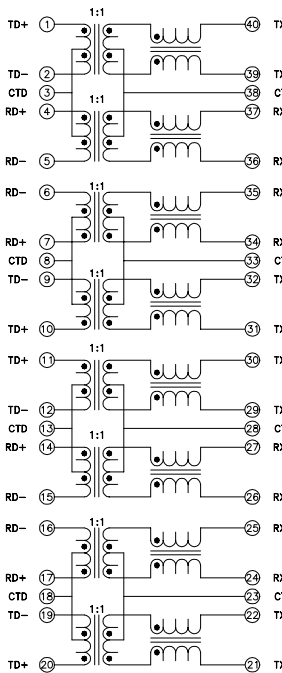 1:1
TD+ 1 40 TX
TD- 2 39 TX
CTD 3 38 CT
RD+ 4 37 RX
1:1
RD- 5 36 RX
RD- 6 35 RX
1:1
RD+ 7 34 RX
CTD 8 33 CT
TD- 9 32 TX
1:1
TD+ 10 31 TX
TD+ 11 30 TX
1:1
TD- 12 29 TX
CTD 13 28 CT
RD+ 14 27 RX
1:1
RD- 15 26 RX
RD- 16 25 RX
1:1
RD+ 17 24 RX
CTD 18 23 CT
TD- 19 22 TX
1:1
TD+ 20 21 TX